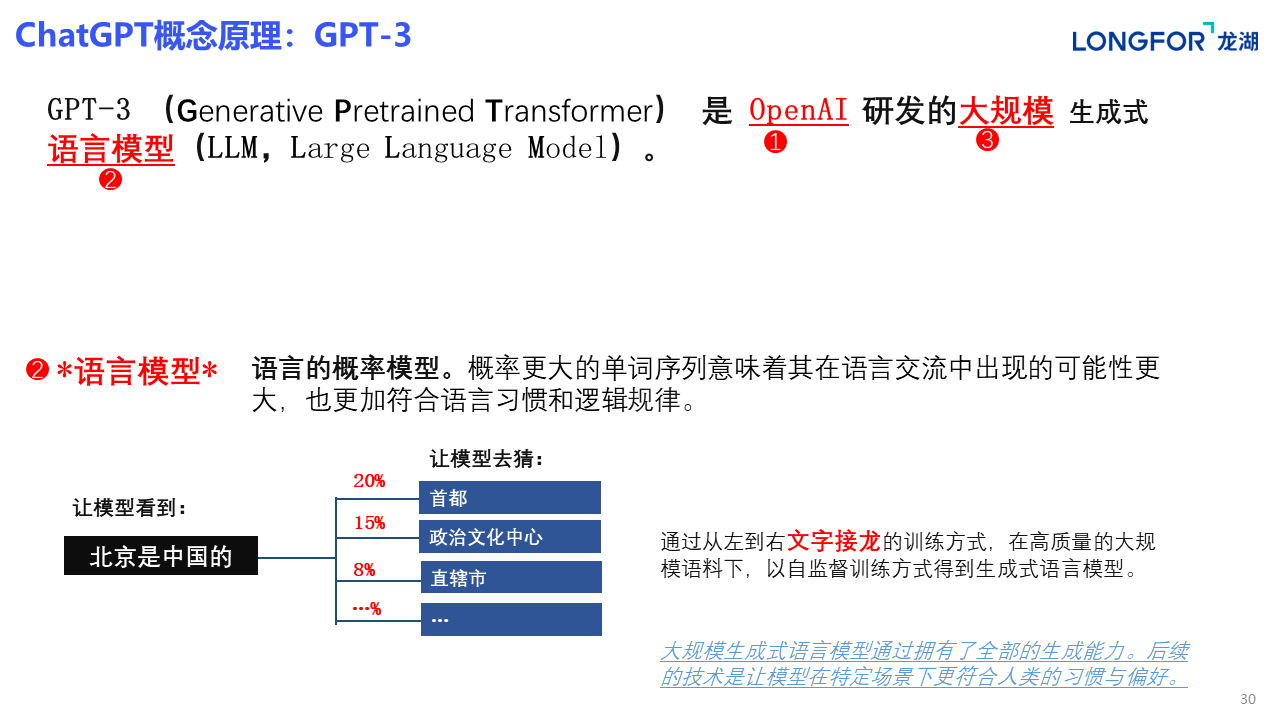 ChatGPT概念原理：GPT-3
LONGFOR 龙湖
GPT-3 （Generative Pretrained Transformer） 是 OpenAI 研发的大规模 生成式
❶ ❸
语言模型（LLM，Large Language Model）。
❷
❷ *语言模型*
语言的概率模型。概率更大的单词序列意味着其在语言交流中出现的可能性更
大，也更加符合语言习惯和逻辑规律。
让模型看到：
北京是中国的
让模型去猜：
20% 首都
15% 政治文化中心
8% 直辖市
…% …
通过从左到右文字接龙的训练方式，在高质量的大规
模语料下，以自监督训练方式得到生成式语言模型。
大规模生成式语言模型通过拥有了全部的生成能力。后续
的技术是让模型在特定场景下更符合人类的习惯与偏好。
30